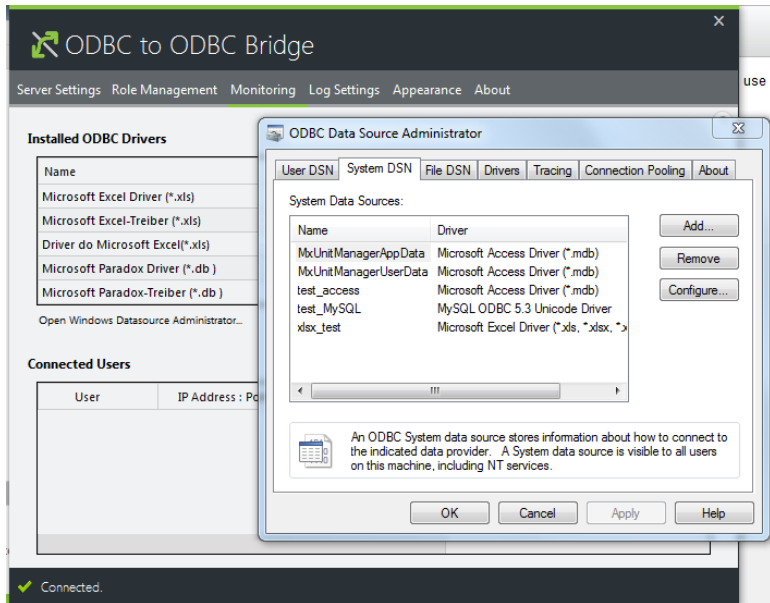 ODBC to ODBC Bridge
Server Settings Role Management Monitoring Log Settings Appearance About
use
Installed ODBC Drivers
Name
Microsoft Excel Driver (*.xls)
Microsoft Excel-Treiber (*.xls)
Driver do Microsoft Excel(*.xls)
Microsoft Paradox Driver (*.db )
Microsoft Paradox-Treiber (*.db )
Open Windows Datasource Administrator...
Connected Users
User IP Address : Po
Connected.
ODBC Data Source Administrator
User DSN System DSN File DSN Drivers Tracing Connection Pooling About
System Data Sources:
Name Driver
MxUnitManagerAppData Microsoft Access Driver (*.mdb)
MxUnitManagerUserData Microsoft Access Driver (*.mdb)
test_access Microsoft Access Driver (*.mdb)
test_MySQL MySQL ODBC 5.3 Unicode Driver
xlsx_test Microsoft Excel Driver (*.xls, *.xlsx, *.x
Add...
Remove
Configure...
An ODBC System data source stores information about how to connect to
the indicated data provider. A System data source is visible to all users
on this machine, including NT services.
OK Cancel Apply Help